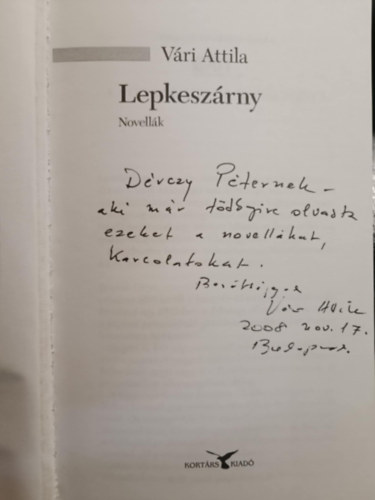 Vári Attila
Lepkeszárny
Novellák
Dérczy Péternek –
aki már többjire olvasta
ezeket a novellákat,
karcolatokat.
Barátsággal
Vári Attila
2008 nov. 17.
Budapest.
KORTÁRS KIADÓ